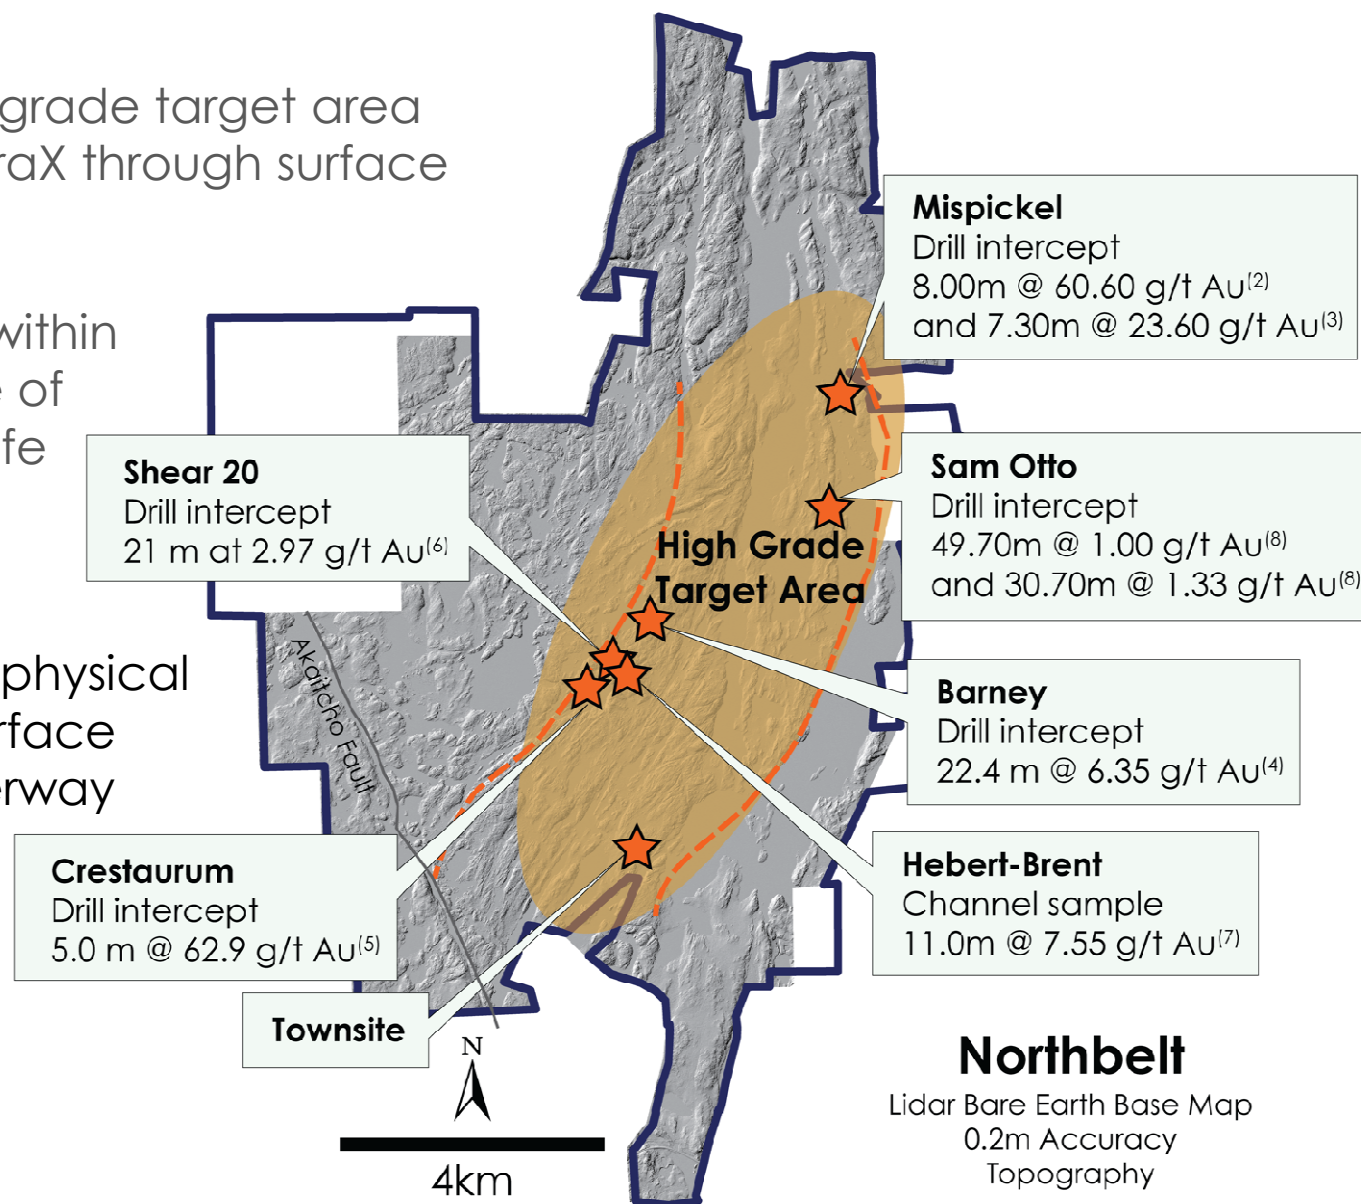 grade target area
raX through surface
within
e of
fe
physical
rface
erway
Mispickel
Drill intercept
8.00m @ 60.60 g/t Au(2)
and 7.30m @ 23.60 g/t Au(3)
Shear 20
Drill intercept
21 m at 2.97 g/t Au(6)
Sam Otto
Drill intercept
49.70m @ 1.00 g/t Au(8)
and 30.70m @ 1.33 g/t Au(8)
High Grade
Target Area
Akaitcho Fault
Barney
Drill intercept
22.4 m @ 6.35 g/t Au(4)
Crestaurum
Drill intercept
5.0 m @ 62.9 g/t Au(5)
Hebert-Brent
Channel sample
11.0m @ 7.55 g/t Au(7)
Townsite
N
4km
Northbelt
Lidar Bare Earth Base Map
0.2m Accuracy
Topography